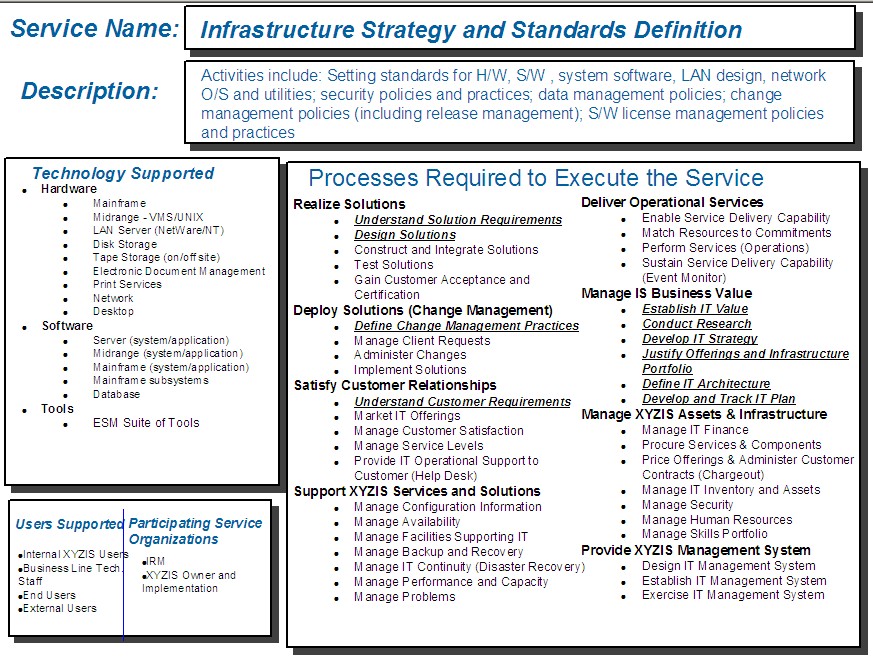 Service Name: Infrastructure Strategy and Standards Definition
Description:
Activities include: Setting standards for H/W, S/W , system software, LAN design, network
O/S and utilities; security policies and practices; data management policies; change
management policies (including release management); S/W license management policies
and practices
Technology Supported
Hardware
Mainframe
Midrange - VMS/UNIX
LAN Server (NetWare/NT)
Disk Storage
Tape Storage (on/offsite)
Electronic Document Management
Print Services
Network
Desktop
Software
Server (system/application)
Midrange (system/application)
Mainframe (system/application)
Mainframe subsystems
Database
Tools
ESM Suite of Tools
Users Supported
Internal XYZIS Users
Business Line Tech.
Staff
End Users
External Users
Participating Service
Organizations
IRM
XYZIS Owner and
Implementation
Processes Required to Execute the Service
Realize Solutions
Understand Solution Requirements
Design Solutions
Construct and Integrate Solutions
Test Solutions
Gain Customer Acceptance and
Certification
Deploy Solutions (Change Management)
Define Change Management Practices
Manage Client Requests
Administer Changes
Implement Solutions
Satisfy Customer Relationships
Understand Customer Requirements
Market IT Offerings
Manage Customer Satisfaction
Manage Service Levels
Provide IT Operational Support to
Customer (Help Desk)
Support XYZIS Services and Solutions
Manage Configuration Information
Manage Availability
Manage Facilities Supporting IT
Manage Backup and Recovery
Manage IT Continuity (Disaster Recovery)
Manage Performance and Capacity
Manage Problems
Deliver Operational Services
Enable Service Delivery Capability
Match Resources to Commitments
Perform Services (Operations)
Sustain Service Delivery Capability
(Event Monitor)
Manage IS Business Value
Establish IT Value
Conduct Research
Develop IT Strategy
Justify Offerings and Infrastructure
Portfolio
Define IT Architecture
Develop and Track IT Plan
Manage XYZIS Assets & Infrastructure
Manage IT Finance
Procure Services & Components
Price Offerings & Administer Customer
Contracts (Chargeout)
Manage IT Inventory and Assets
Manage Security
Manage Human Resources
Manage Skills Portfolio
Provide XYZIS Management System
Design IT Management System
Establish IT Management System
Exercise IT Management System